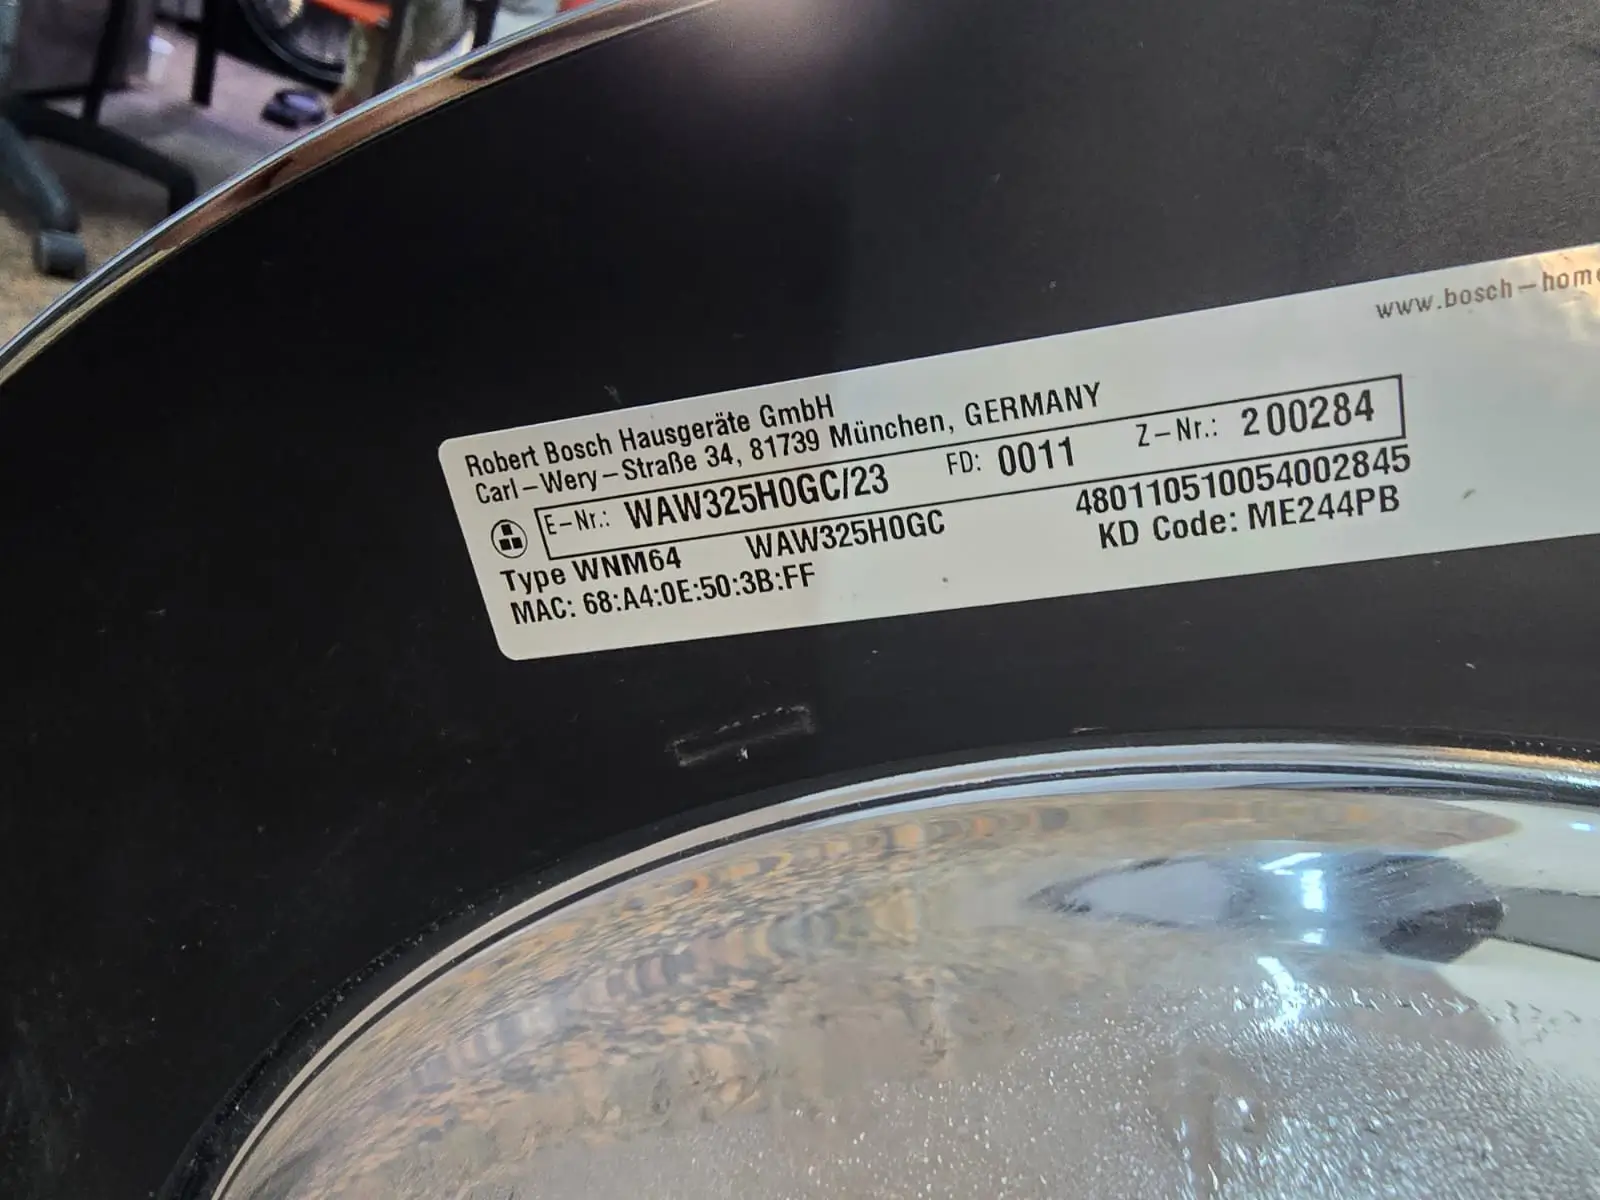 www.bosch-home
Robert Bosch Hausgeräte GmbH
Carl-Wery-Straße 34, 81739 München, GERMANY
E-Nr.: WAW325H0GC/23 FD: 0011 Z-Nr.: 200284
Type WNM64 WAW325H0GC 480110510054002845
MAC: 68:A4:0E:50:3B:FF KD Code: ME244PB